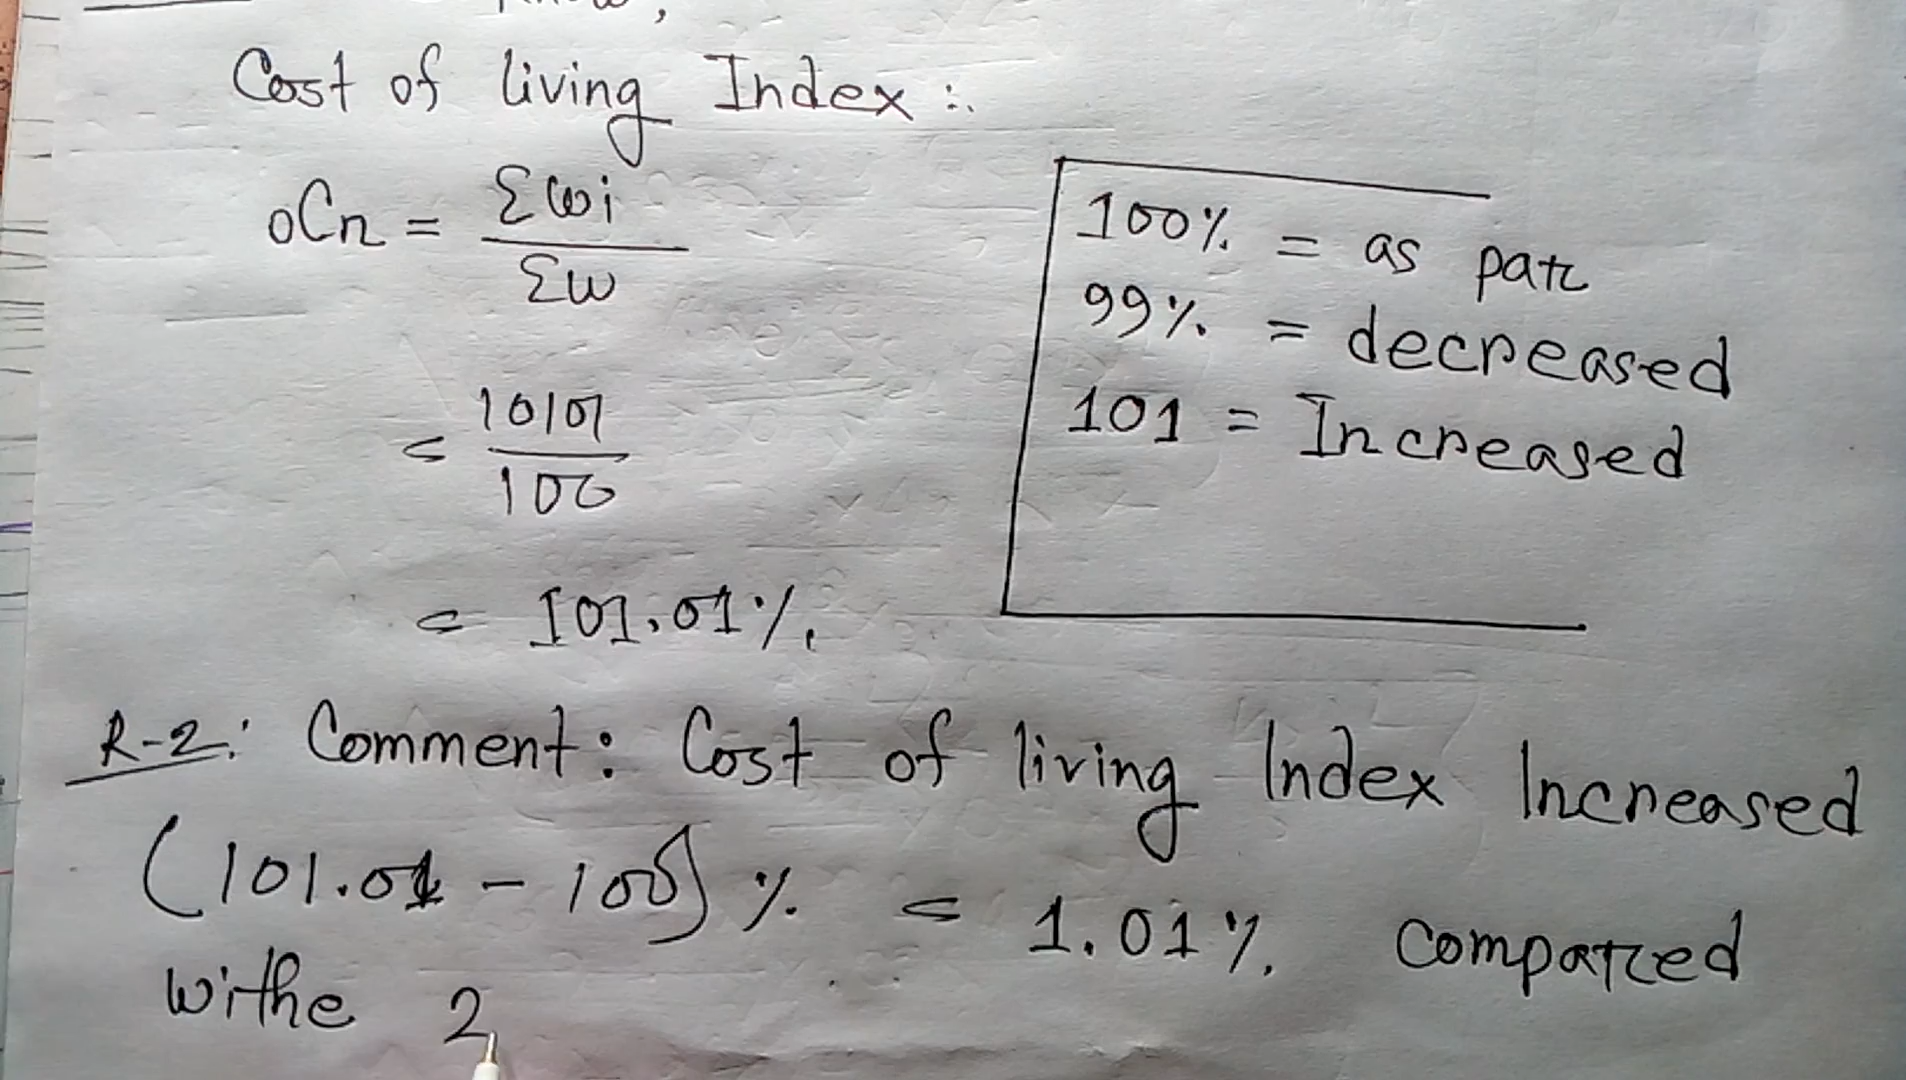 Cost of living Index :.
oCn = Σwi
Σw
= 10101
100
= 101.01%.
100% = as par
99% = decreased
101 = Increased
R-2: Comment: Cost of living Index Increased
(101.01 - 100) % = 1.01%. compared
withe 2